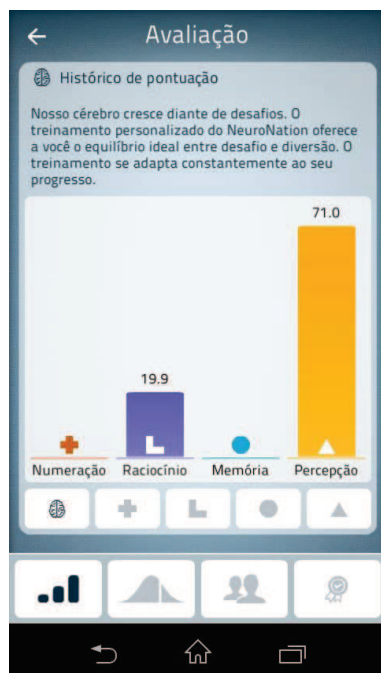 Avaliação
Histórico de pontuação
Nosso cérebro cresce diante de desafios. O
treinamento personalizado do NeuroNation oferece
a você o equilíbrio ideal entre desafio e diversão. O
treinamento se adapta constantemente ao seu
progresso.
71.0
19.9
Numeração Raciocínio Memória Percepção